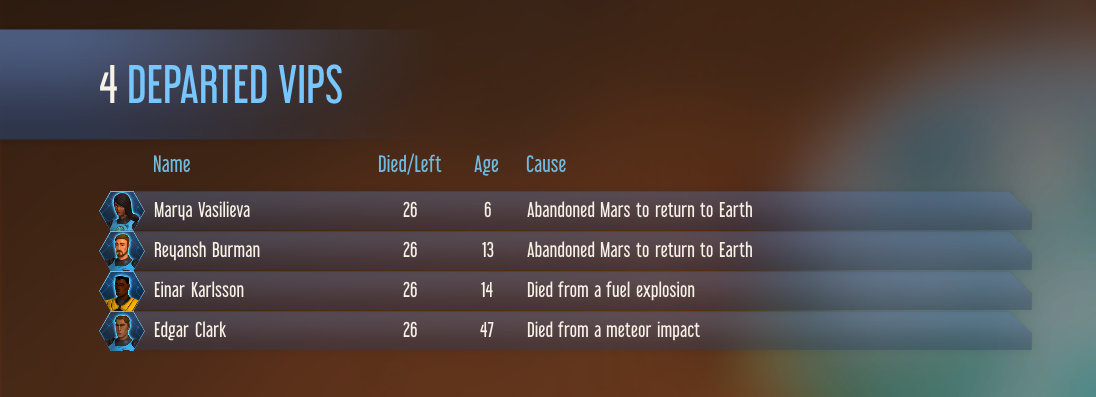 4 DEPARTED VIPS
Name Died/Left Age Cause
Marya Vasilieva 26 6 Abandoned Mars to return to Earth
Reyansh Burman 26 13 Abandoned Mars to return to Earth
Einar Karlsson 26 14 Died from a fuel explosion
Edgar Clark 26 47 Died from a meteor impact